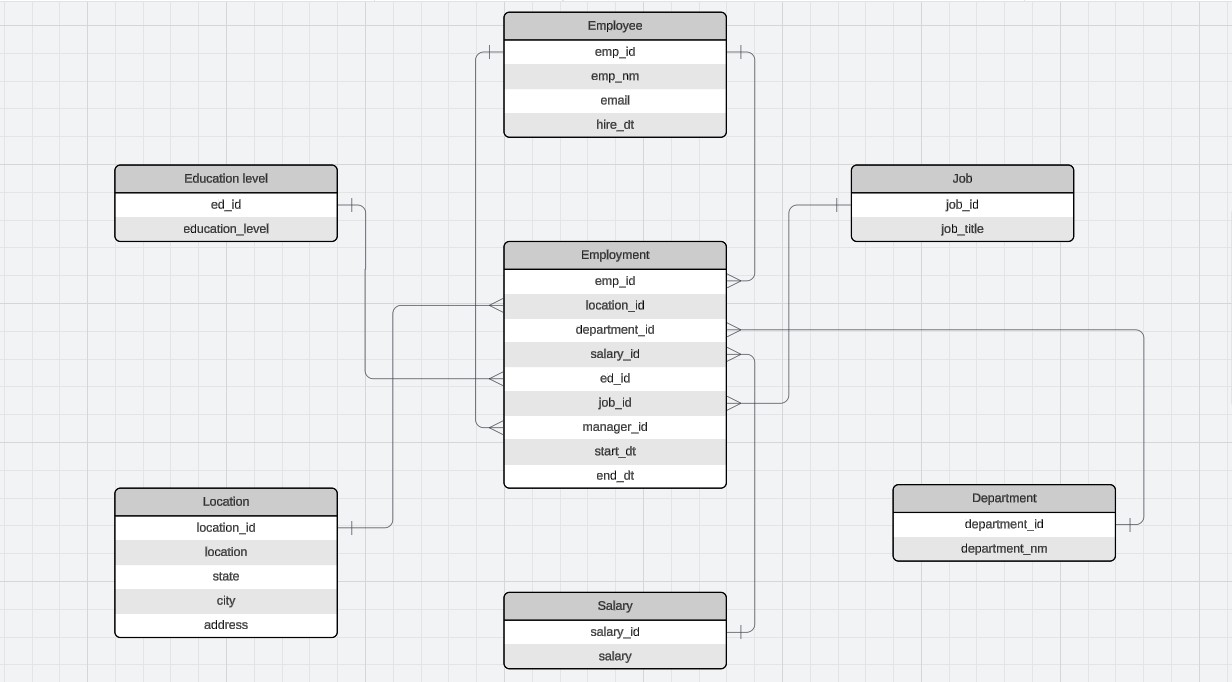 Employee
emp_id
emp_nm
email
hire_dt
Education level
ed_id
education_level
Job
job_id
job_title
Employment
emp_id
location_id
department_id
salary_id
ed_id
job_id
manager_id
start_dt
end_dt
Location
location_id
location
state
city
address
Department
department_id
department_nm
Salary
salary_id
salary